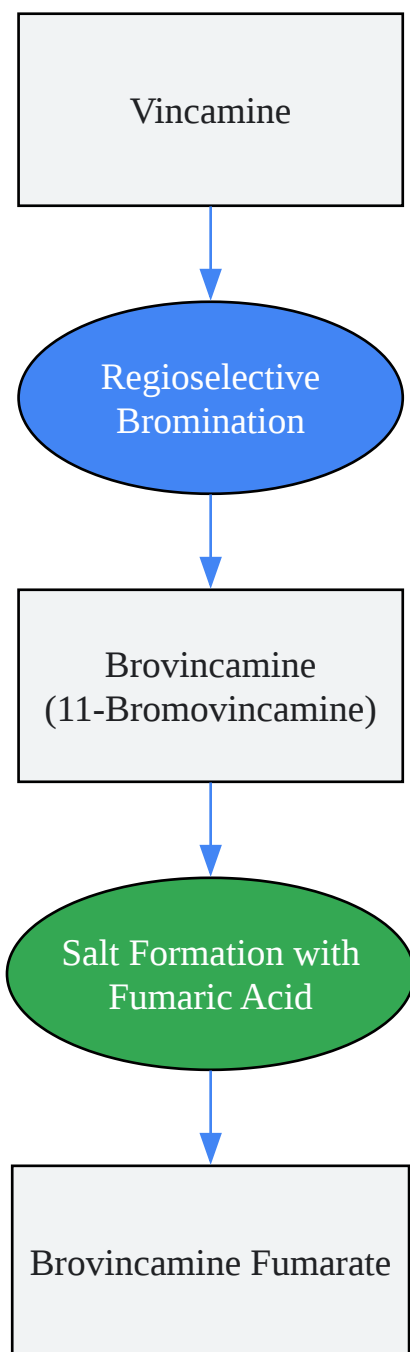 Vincamine
Regioselective
Bromination
Brovincamine
(11-Bromovincamine)
Salt Formation with
Fumaric Acid
Brovincamine Fumarate